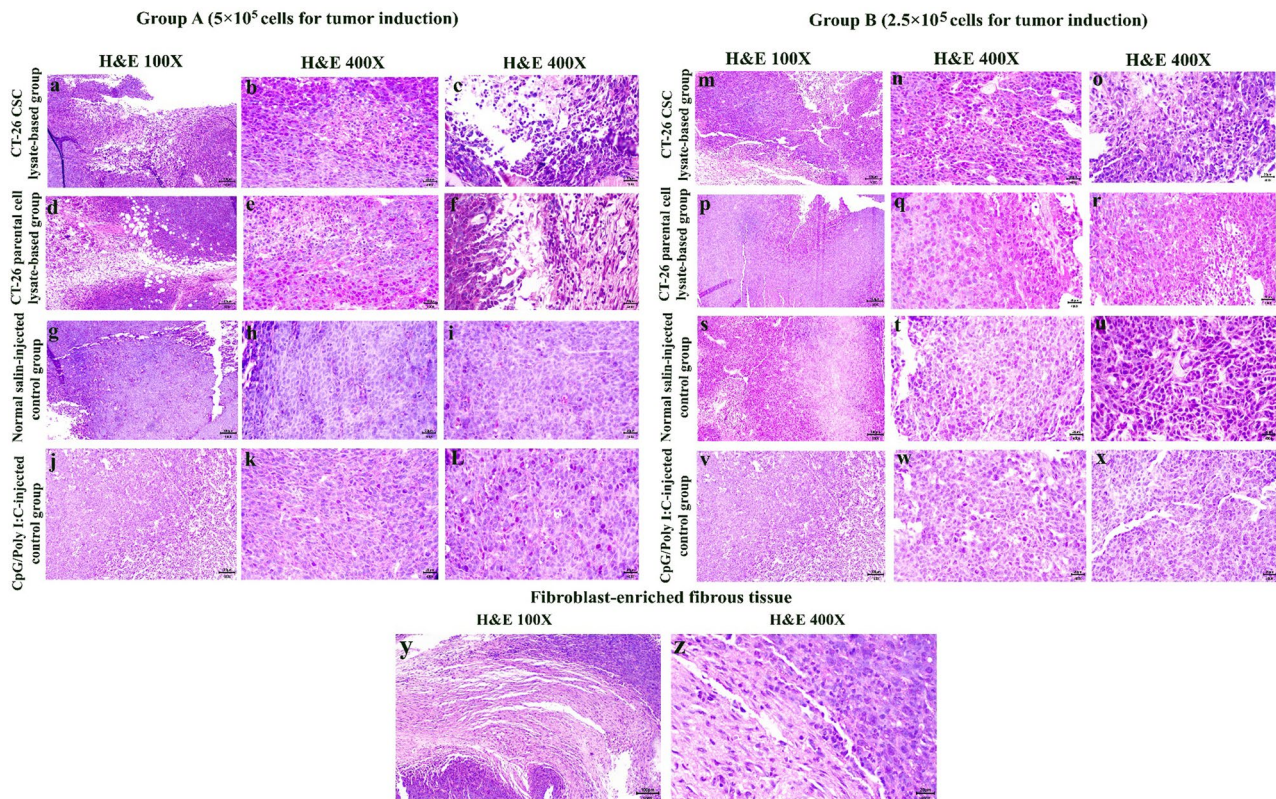 Group A (5×10⁵ cells for tumor induction)
Group B (2.5×10⁵ cells for tumor induction)
H&E 100X
H&E 400X
H&E 400X
H&E 100X
H&E 400X
H&E 400X
CT-26 CSC
lysate-based group
a
b
c
CT-26 CSC
lysate-based group
m
n
o
CT-26 parental cell
lysate-based group
d
e
f
CT-26 parental cell
lysate-based group
p
q
r
Normal salin-injected
control group
g
h
i
Normal salin-injected
control group
s
t
u
CpG/Poly I:C-injected
control group
j
k
L
CpG/Poly I:C-injected
control group
v
w
x
Fibroblast-enriched fibrous tissue
H&E 100X
H&E 400X
y
z